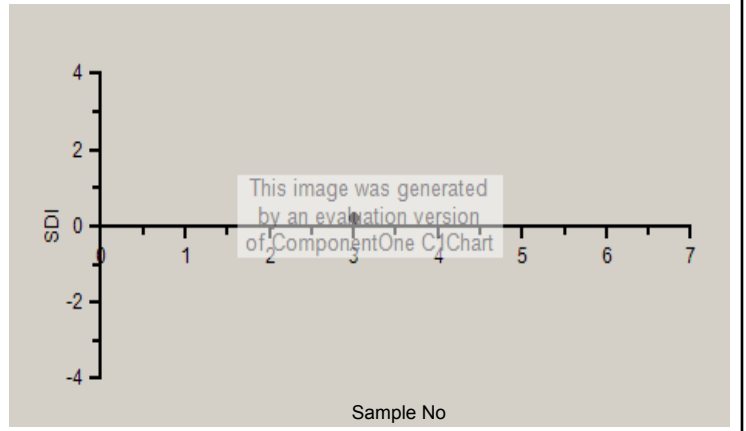 4
2
SDI
0
-2
-4
This image was generated
by an evaluation version
of ComponentOne C1Chart
0 1 2 3 4 5 6 7
Sample No